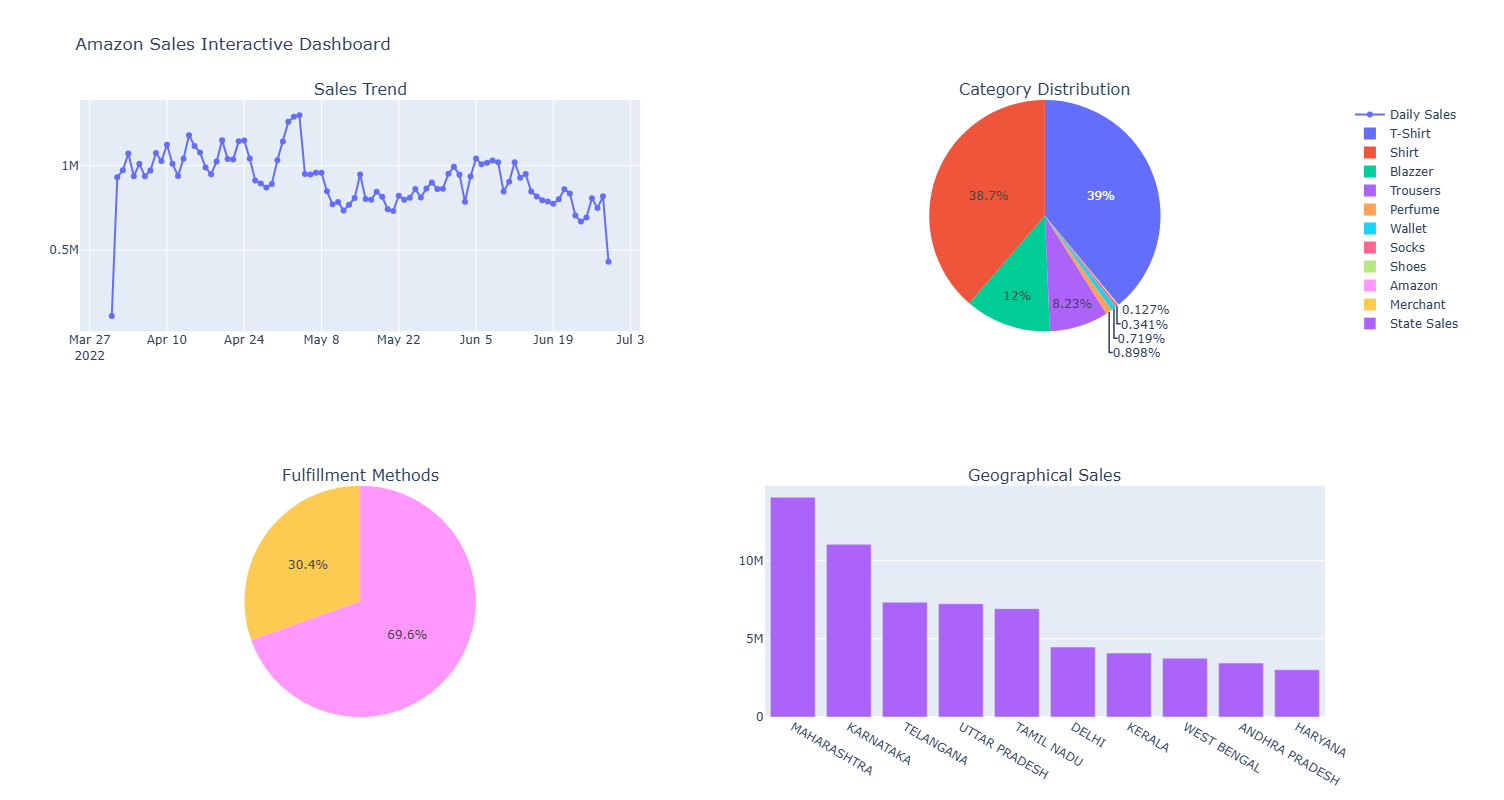 Amazon Sales Interactive Dashboard
Sales Trend
1M
0.5M
Mar 27 Apr 10 Apr 24 May 8 May 22 Jun 5 Jun 19 Jul 3
2022
Category Distribution
39%
38.7%
12%
8.23%
0.127%
0.341%
0.719%
0.898%
Daily Sales
T-Shirt
Shirt
Blazzer
Trousers
Perfume
Wallet
Socks
Shoes
Amazon
Merchant
State Sales
Fulfillment Methods
30.4%
69.6%
Geographical Sales
10M
5M
0
MAHARASHTRA
KARNATAKA
TELANGANA
UTTAR PRADESH
TAMIL NADU
DELHI
KERALA
WEST BENGAL
ANDHRA PRADESH
HARYANA